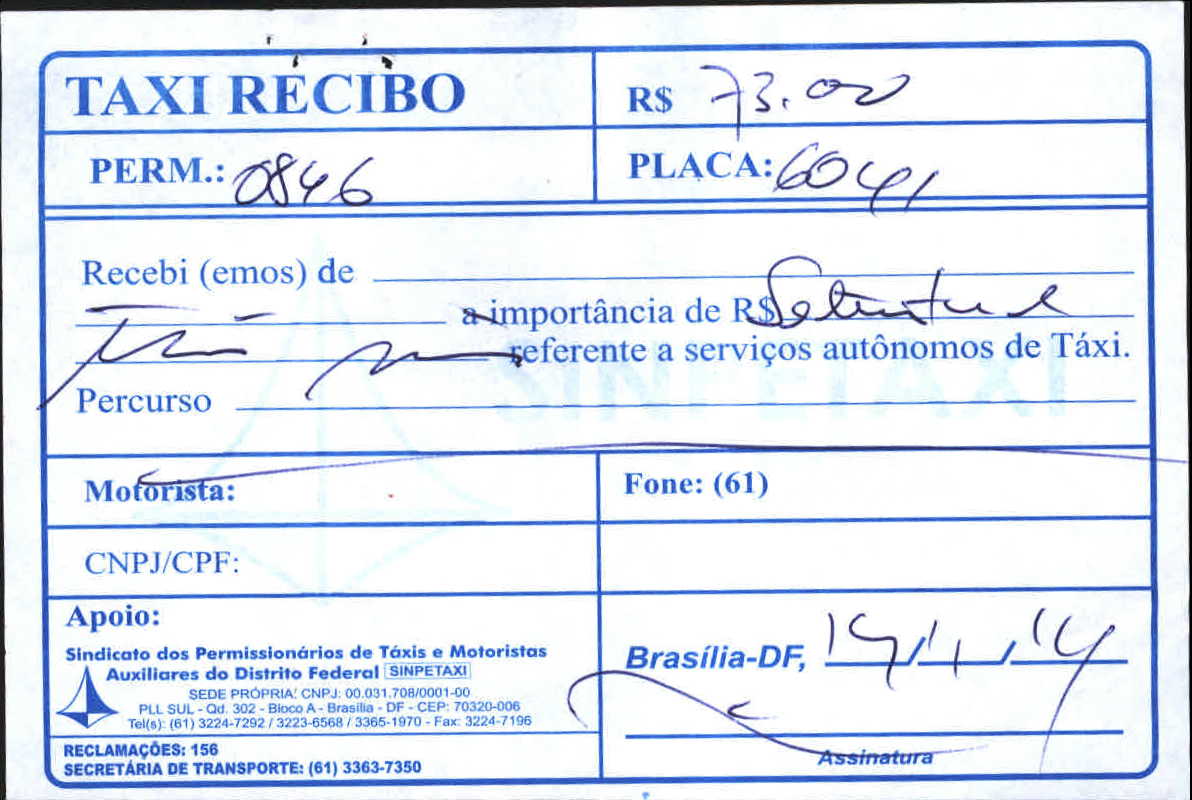 TAXI RECIBO
R$ 73.00
PERM.: 0846
PLACA: 6041
Recebi (emos) de
a importância de R$ Setenta e
Três referente a serviços autônomos de Táxi.
Percurso
Motorista:
Fone: (61)
CNPJ/CPF:
Apoio:
Sindicato dos Permissionários de Táxis e Motoristas
Auxiliares do Distrito Federal SINPETAXI
SEDE PRÓPRIA: CNPJ: 00.031.708/0001-00
PLL SUL - Qd. 302 - Bloco A - Brasília - DF - CEP: 70320-006
Tel(s): (61) 3224-7292 / 3223-6568 / 3365-1970 - Fax: 3224-7196
RECLAMAÇÕES: 156
SECRETÁRIA DE TRANSPORTE: (61) 3363-7350
Brasília-DF, 19/1/14
Assinatura
SINPETAXI